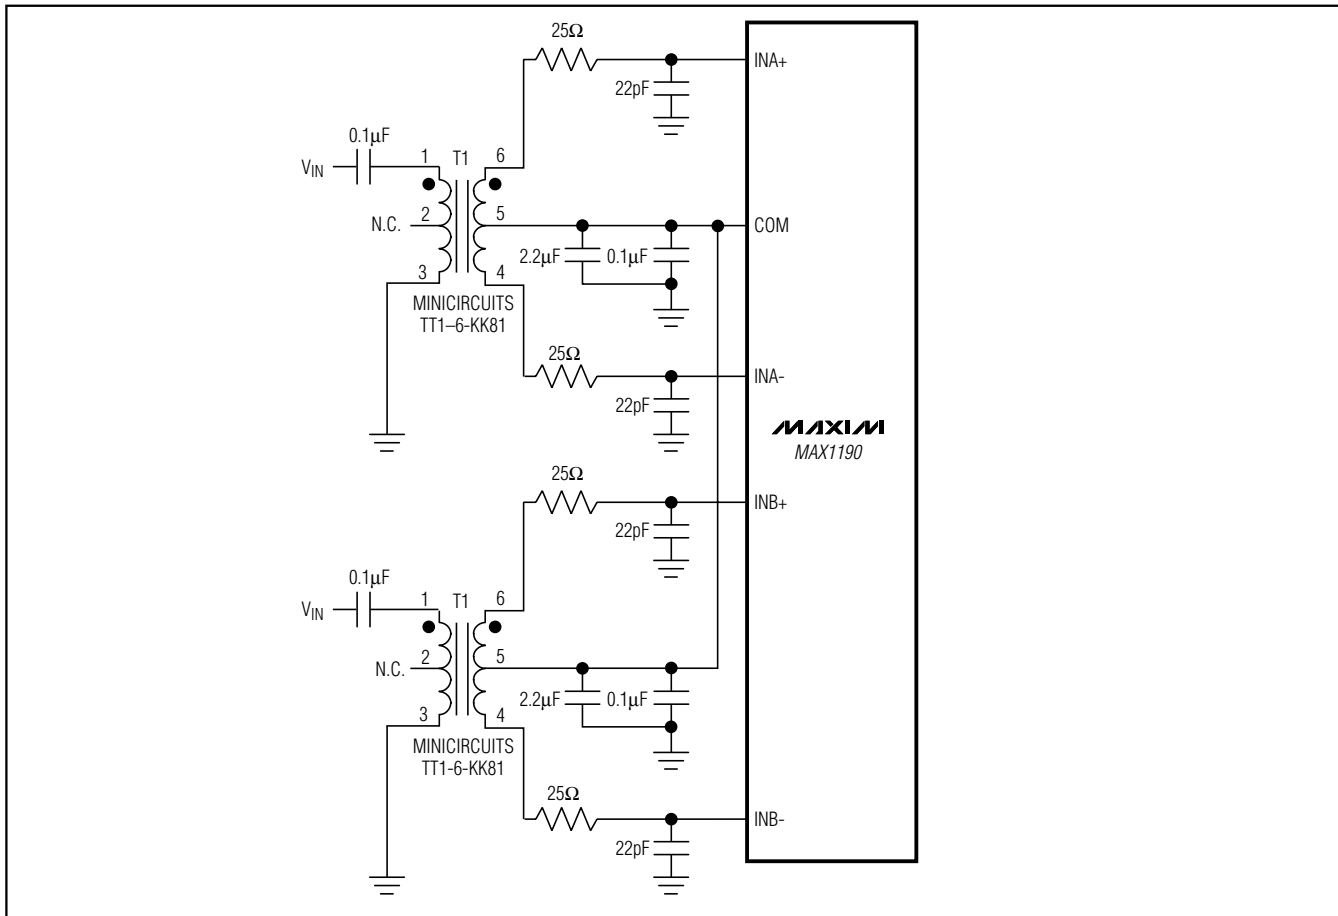 25Ω
INA+
22pF
0.1μF
VIN
1
T1
6
N.C.
2
5
COM
2.2μF
0.1μF
3
4
MINICIRCUITS
TT1–6-KK81
25Ω
INA-
22pF
MAXIM
MAX1190
25Ω
INB+
22pF
0.1μF
VIN
1
T1
6
N.C.
2
5
2.2μF
0.1μF
3
4
MINICIRCUITS
TT1-6-KK81
25Ω
INB-
22pF